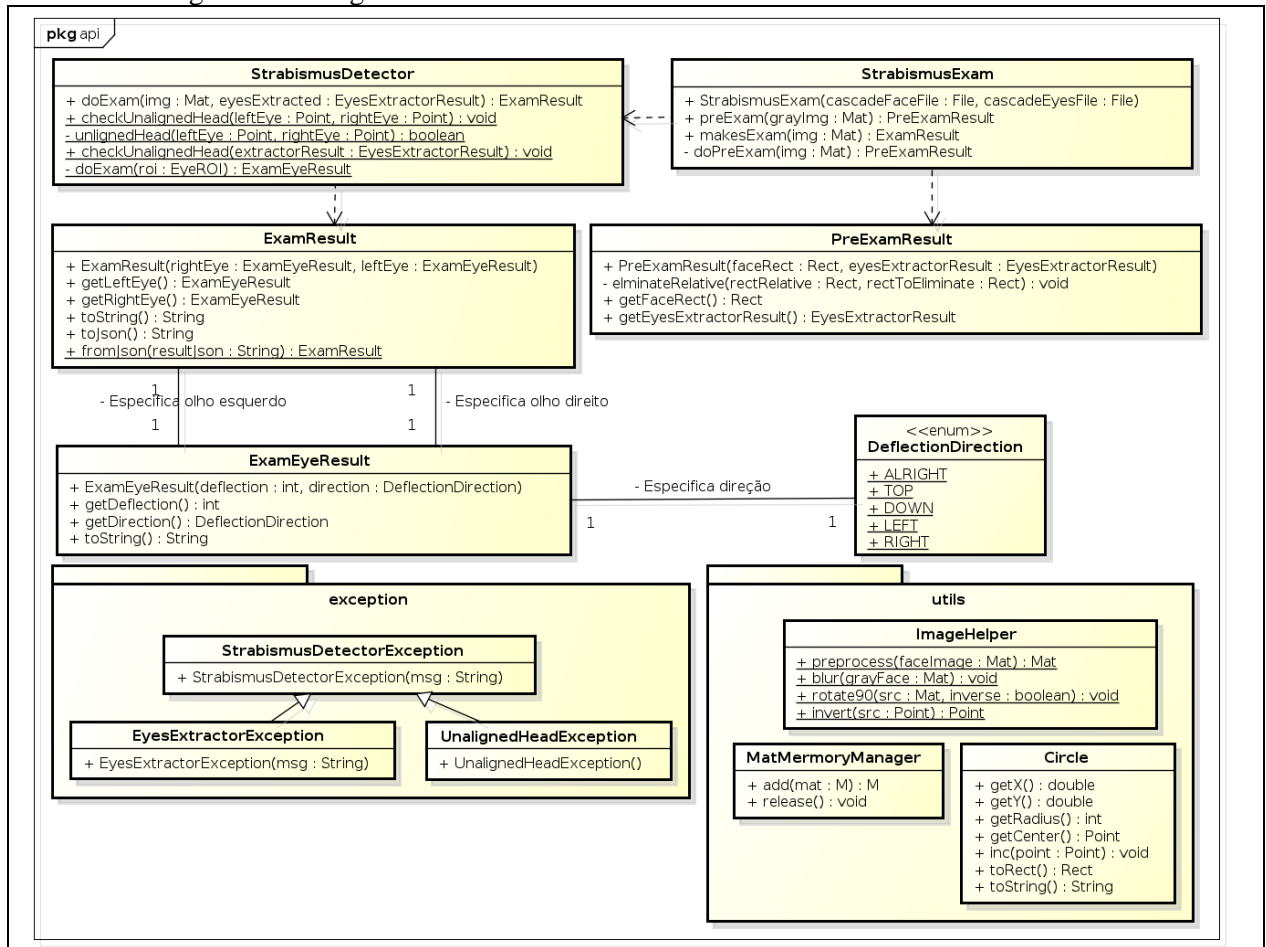 pkg api
StrabismusDetector
+ doExam(img : Mat, eyesExtracted : EyesExtractorResult) : ExamResult
+ checkUnalignedHead(leftEye : Point, rightEye : Point) : void
- unlignedHead(leftEye : Point, rightEye : Point) : boolean
+ checkUnalignedHead(extractorResult : EyesExtractorResult) : void
- doExam(roi : EyeROI) : ExamEyeResult
StrabismusExam
+ StrabismusExam(cascadeFaceFile : File, cascadeEyesFile : File)
+ preExam(grayImg : Mat) : PreExamResult
+ makesExam(img : Mat) : ExamResult
- doPreExam(img : Mat) : PreExamResult
ExamResult
+ ExamResult(rightEye : ExamEyeResult, leftEye : ExamEyeResult)
+ getLeftEye() : ExamEyeResult
+ getRightEye() : ExamEyeResult
+ toString() : String
+ toJson() : String
+ fromJson(resultJson : String) : ExamResult
PreExamResult
+ PreExamResult(faceRect : Rect, eyesExtractorResult : EyesExtractorResult)
- elminateRelative(rectRelative : Rect, rectToEliminate : Rect) : void
+ getFaceRect() : Rect
+ getEyesExtractorResult() : EyesExtractorResult
1
- Especifica olho esquerdo
1
1
- Especifica olho direito
1
ExamEyeResult
+ ExamEyeResult(deflection : int, direction : DeflectionDirection)
+ getDeflection() : int
+ getDirection() : DeflectionDirection
+ toString() : String
- Especifica direção
1
1
<<enum>>
DeflectionDirection
+ ALRIGHT
+ TOP
+ DOWN
+ LEFT
+ RIGHT
exception
StrabismusDetectorException
+ StrabismusDetectorException(msg : String)
EyesExtractorException
+ EyesExtractorException(msg : String)
UnalignedHeadException
+ UnalignedHeadException()
utils
ImageHelper
+ preprocess(faceImage : Mat) : Mat
+ blur(grayFace : Mat) : void
+ rotate90(src : Mat, inverse : boolean) : void
+ invert(src : Point) : Point
MatMermoryManager
+ add(mat : M) : M
+ release() : void
Circle
+ getX() : double
+ getY() : double
+ getRadius() : int
+ getCenter() : Point
+ inc(point : Point) : void
+ toRect() : Rect
+ toString() : String